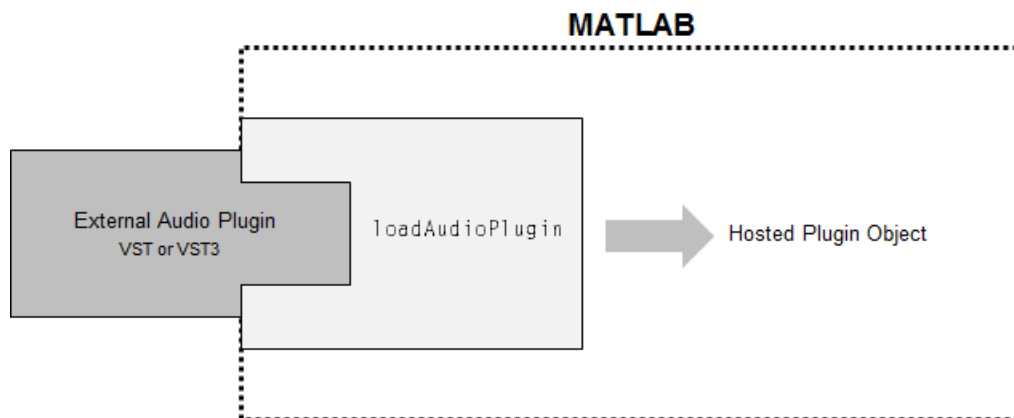 MATLAB
External Audio Plugin
VST or VST3
loadAudioPlugin
Hosted Plugin Object